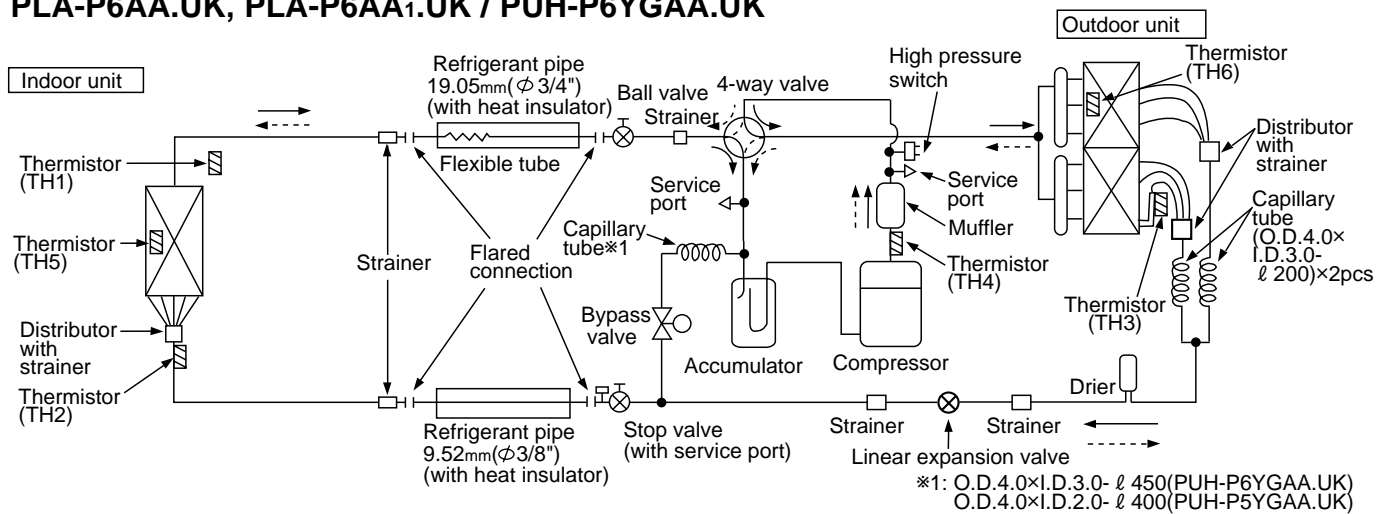 PLA-P6AA.UK, PLA-P6AA1.UK / PUH-P6YGAA.UK
Indoor unit
Outdoor unit
Refrigerant pipe
19.05mm(Φ3/4")
(with heat insulator)
Flexible tube
Ball valve
Strainer
4-way valve
High pressure
switch
Thermistor
(TH6)
Thermistor
(TH1)
Thermistor
(TH5)
Distributor
with
strainer
Thermistor
(TH2)
Strainer
Flared
connection
Service
port
Capillary
tube※1
Bypass
valve
Accumulator
Compressor
Service
port
Muffler
Thermistor
(TH4)
Distributor
with
strainer
Capillary
tube
(O.D.4.0×
I.D.3.0-
ℓ 200)×2pcs
Thermistor
(TH3)
Drier
Refrigerant pipe
9.52mm(Φ3/8")
(with heat insulator)
Stop valve
(with service port)
Strainer
Strainer
Linear expansion valve
※1: O.D.4.0×I.D.3.0- ℓ 450(PUH-P6YGAA.UK)
O.D.4.0×I.D.2.0- ℓ 400(PUH-P5YGAA.UK)